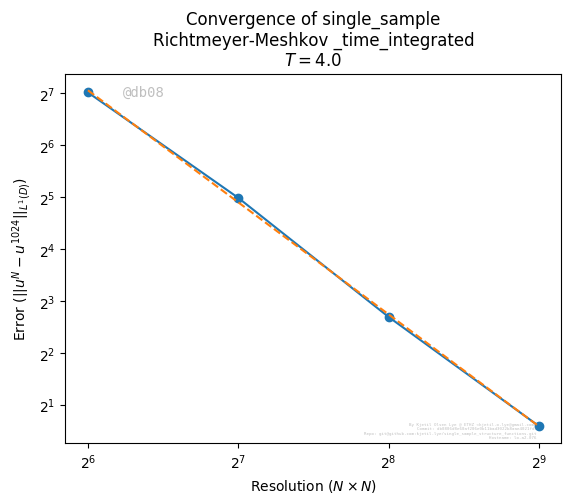 Convergence of single_sample
Richtmeyer-Meshkov _time_integrated
T = 4.0
@db08
2^7
2^6
2^5
2^4
2^3
2^2
2^1
Error (||u^N − u^{1024}||_{L^1(D)})
2^6 2^7 2^8 2^9
Resolution (N × N)